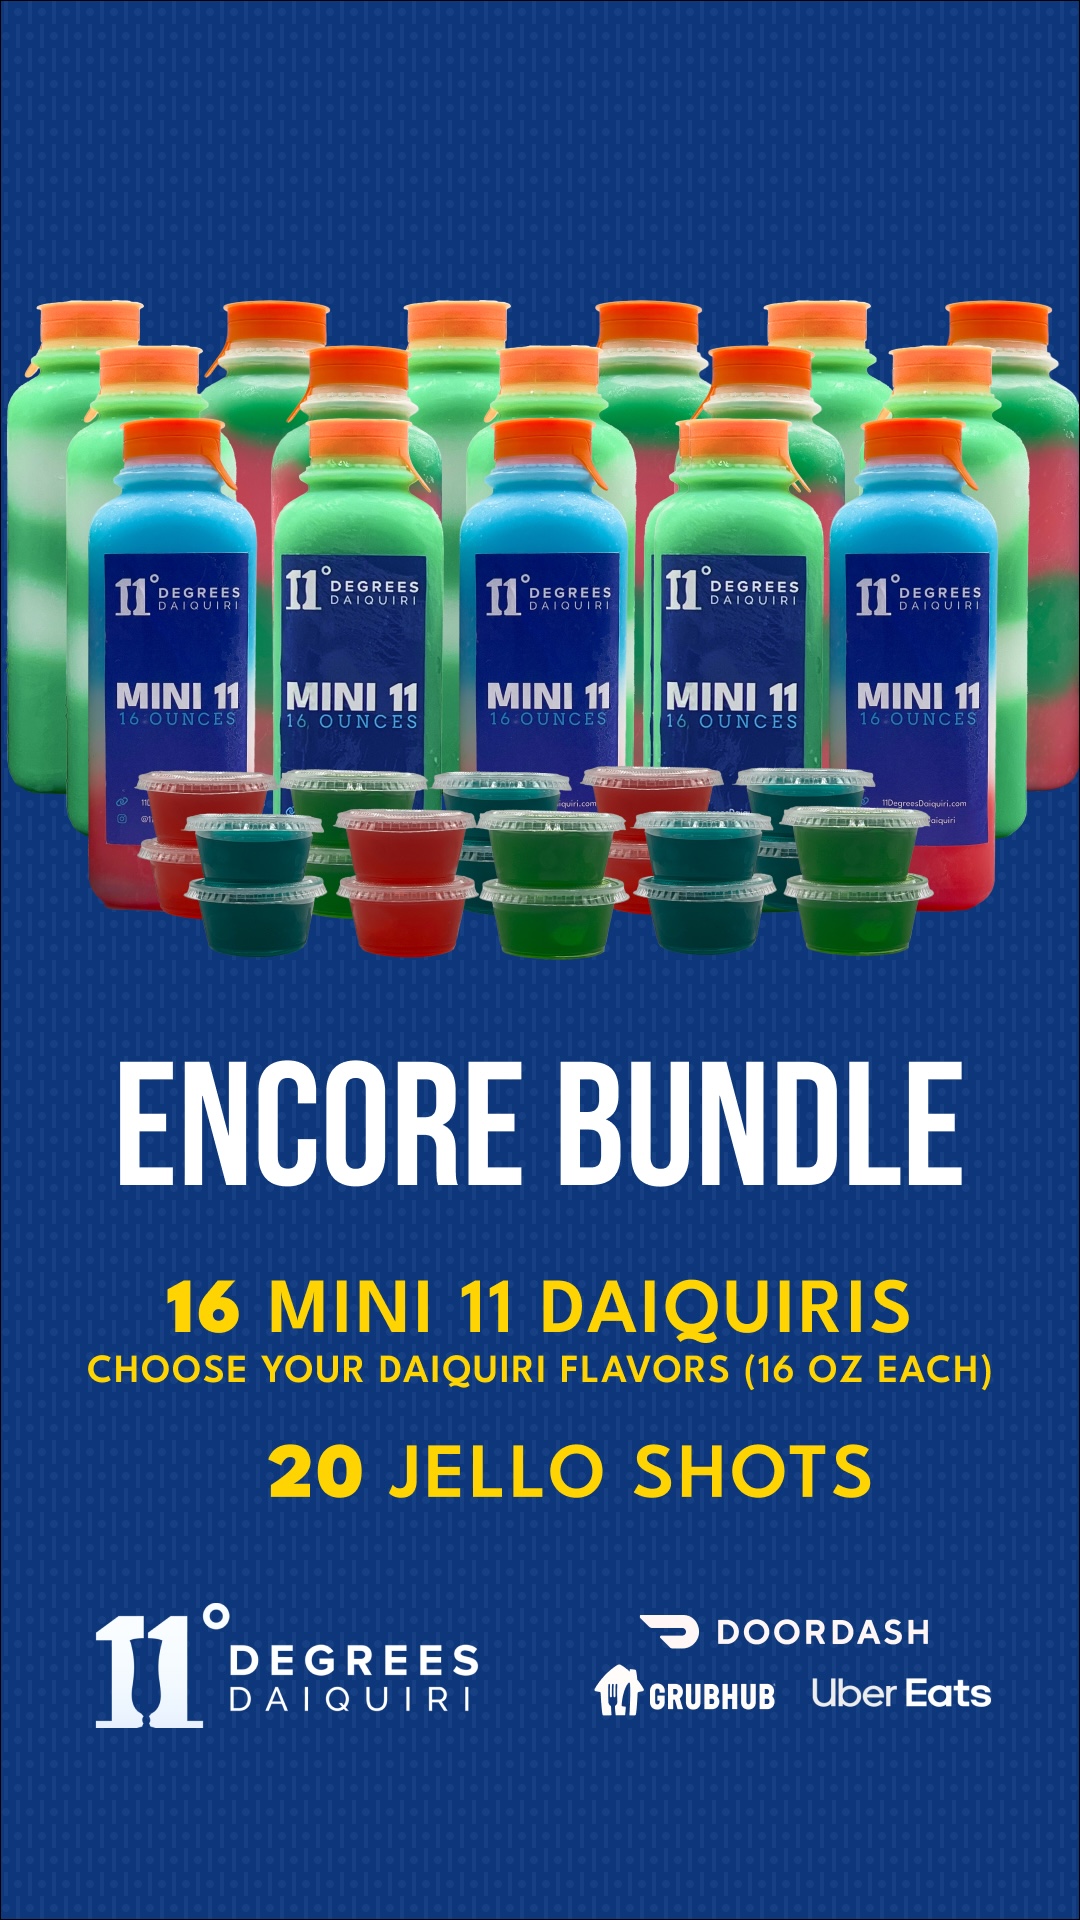 11° DEGREES
DAIQUIRI
MINI 11
16 OUNCES
11° DEGREES
DAIQUIRI
MINI 11
16 OUNCES
11° DEGREES
DAIQUIRI
MINI 11
16 OUNCES
11° DEGREES
DAIQUIRI
MINI 11
16 OUNCES
11° DEGREES
DAIQUIRI
MINI 11
16 OUNCES
11DegreesDaiquiri.com
ENCORE BUNDLE
16 MINI 11 DAIQUIRIS
CHOOSE YOUR DAIQUIRI FLAVORS (16 OZ EACH)
20 JELLO SHOTS
11° DEGREES
DAIQUIRI
DOORDASH
GRUBHUB Uber Eats